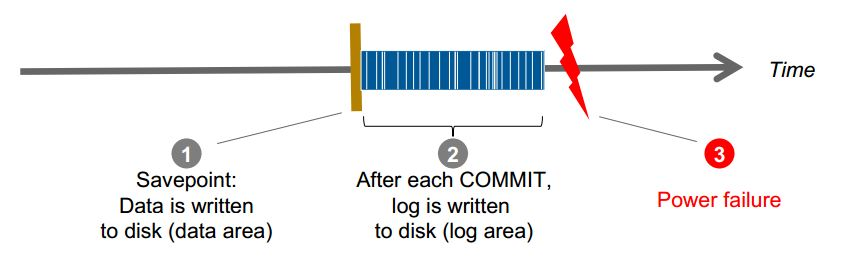 Time
1
Savepoint:
Data is written
to disk (data area)
2
After each COMMIT,
log is written
to disk (log area)
3
Power failure